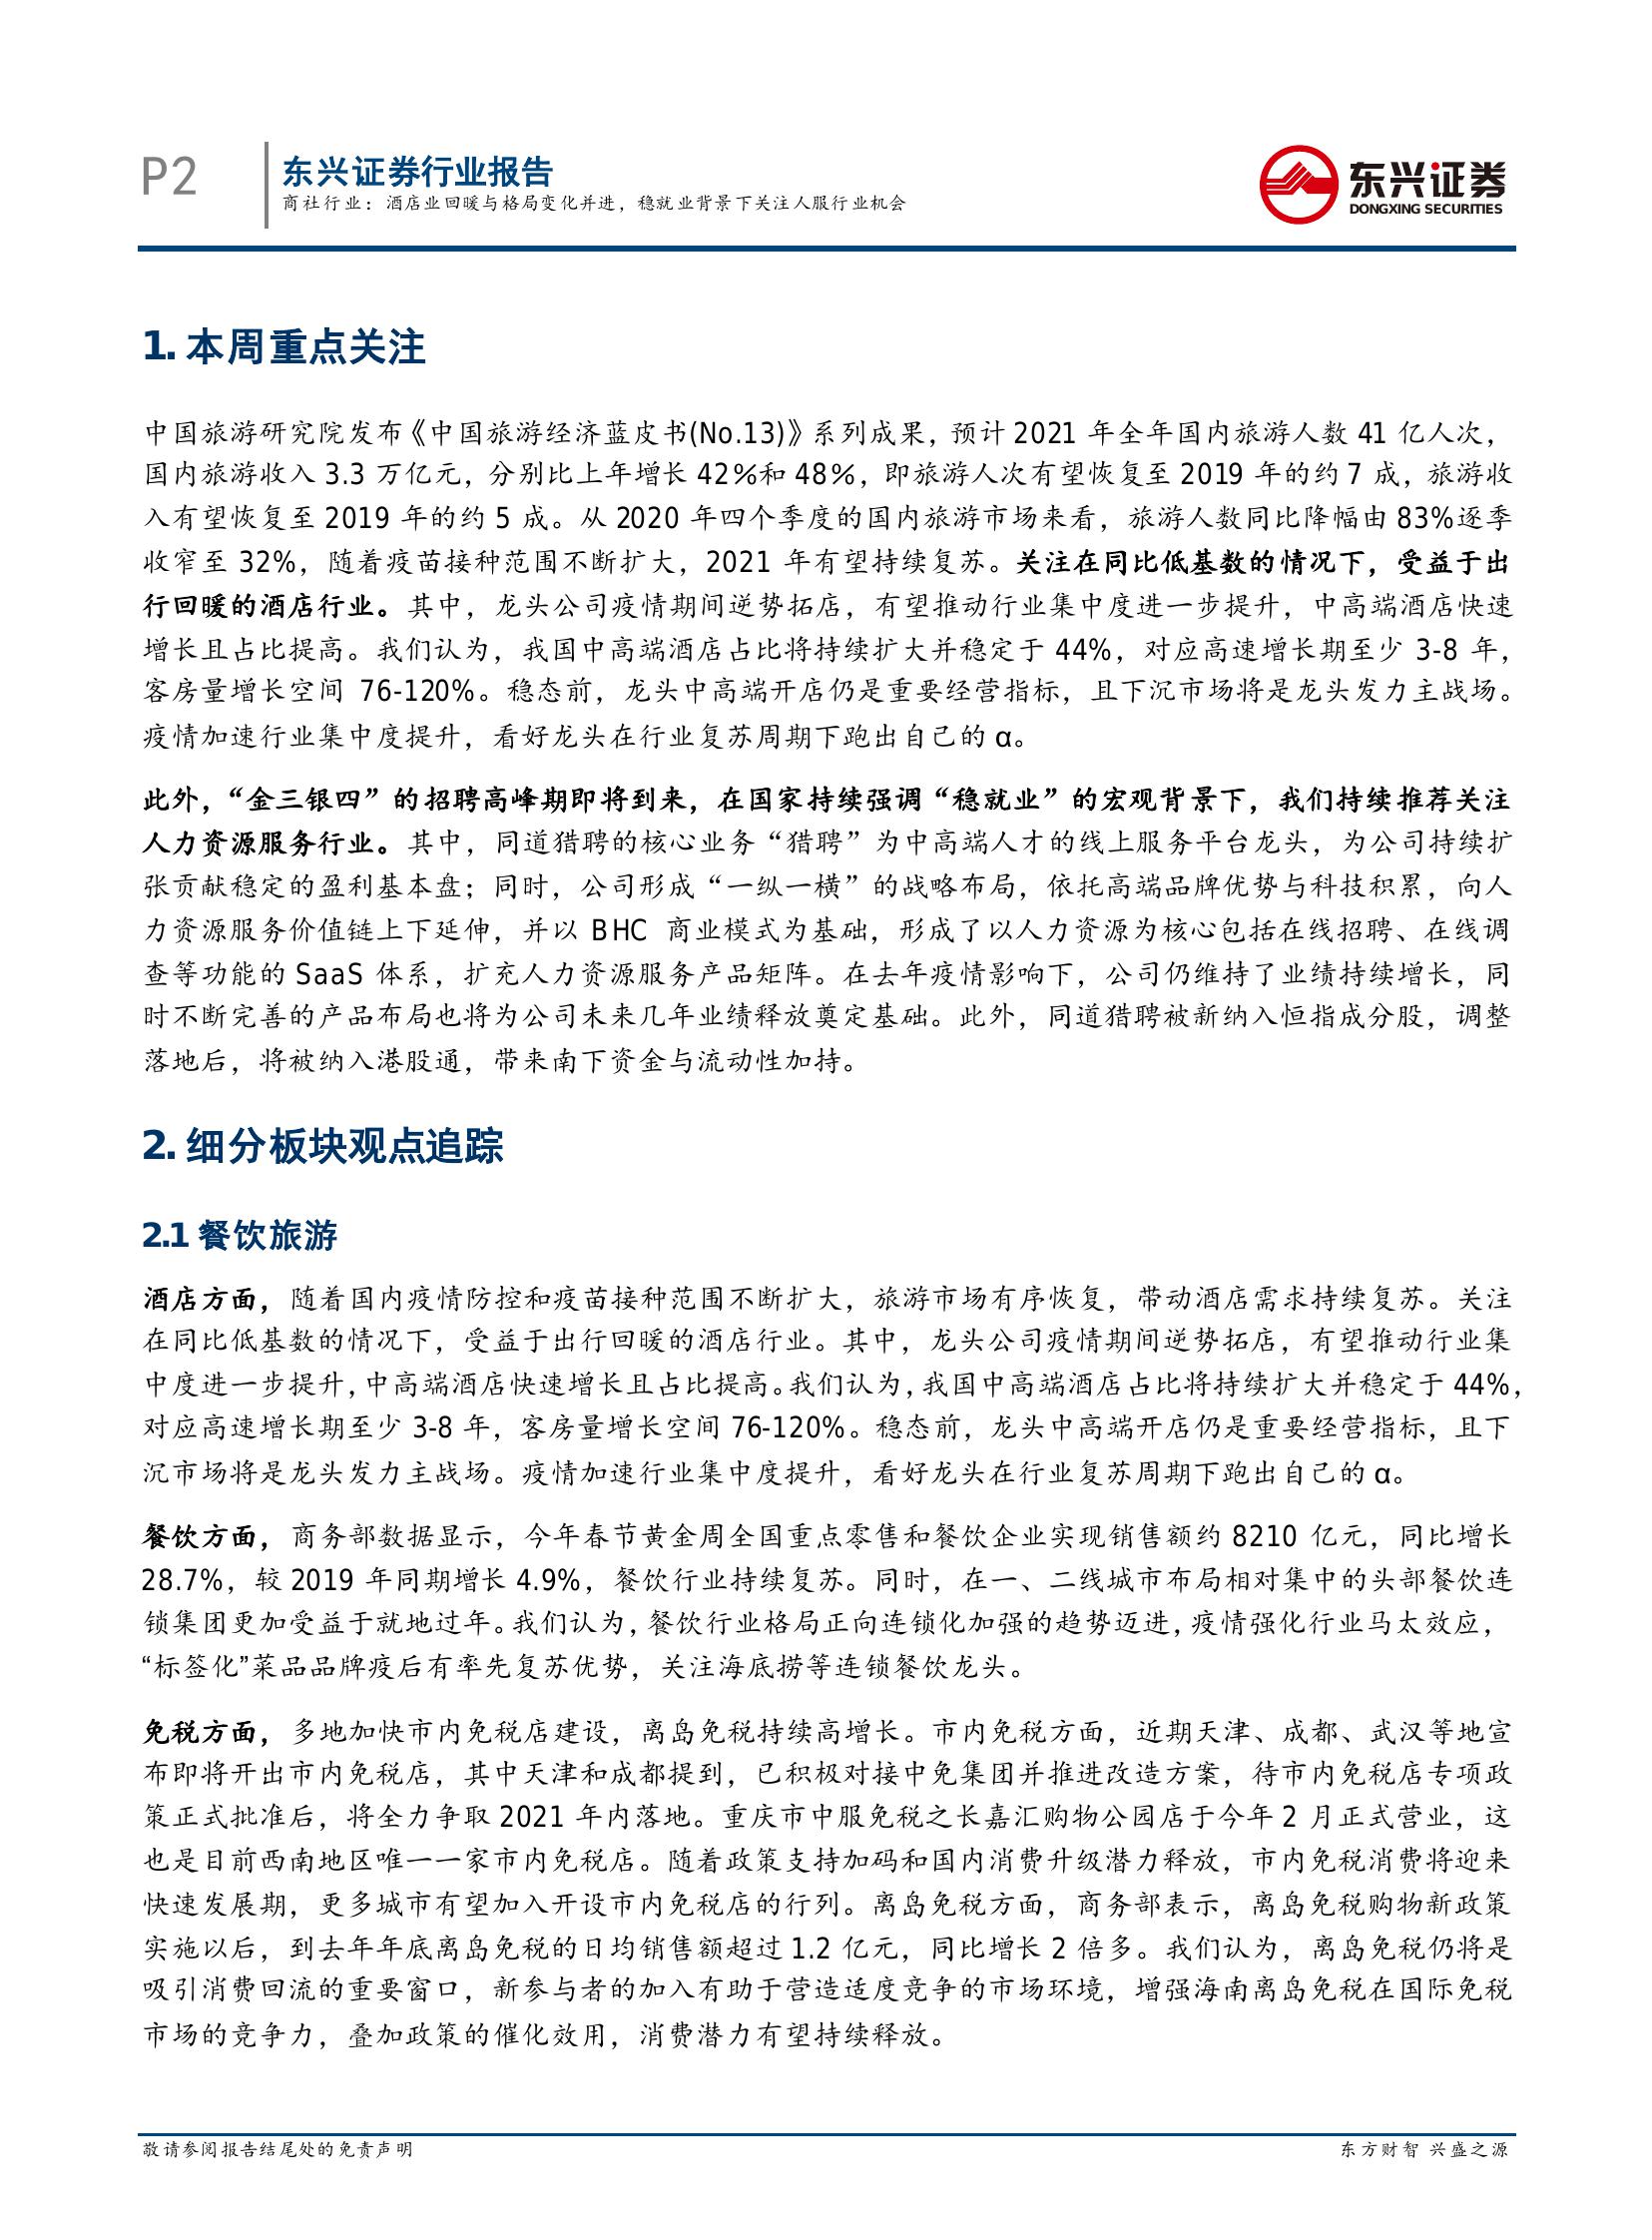 P2
东兴证券行业报告
商社行业：酒店业回暖与格局变化并进，稳就业背景下关注人服行业机会
东兴证券
DONGXING SECURITIES
1. 本周重点关注
中国旅游研究院发布《中国旅游经济蓝皮书(No.13)》系列成果，预计 2021 年全年国内旅游人数 41 亿人次，
国内旅游收入 3.3 万亿元，分别比上年增长 42%和 48%，即旅游人次有望恢复至 2019 年的约 7 成，旅游收
入有望恢复至 2019 年的约 5 成。从 2020 年四个季度的国内旅游市场来看，旅游人数同比降幅由 83%逐季
收窄至 32%，随着疫苗接种范围不断扩大，2021 年有望持续复苏。关注在同比低基数的情况下，受益于出
行回暖的酒店行业。其中，龙头公司疫情期间逆势拓店，有望推动行业集中度进一步提升，中高端酒店快速
增长且占比提高。我们认为，我国中高端酒店占比将持续扩大并稳定于 44%，对应高速增长期至少 3-8 年，
客房量增长空间 76-120%。稳态前，龙头中高端开店仍是重要经营指标，且下沉市场将是龙头发力主战场。
疫情加速行业集中度提升，看好龙头在行业复苏周期下跑出自己的 α。
此外，“金三银四”的招聘高峰期即将到来，在国家持续强调“稳就业”的宏观背景下，我们持续推荐关注
人力资源服务行业。其中，同道猎聘的核心业务“猎聘”为中高端人才的线上服务平台龙头，为公司持续扩
张贡献稳定的盈利基本盘；同时，公司形成“一纵一横”的战略布局，依托高端品牌优势与科技积累，向人
力资源服务价值链上下延伸，并以 BHC 商业模式为基础，形成了以人力资源为核心包括在线招聘、在线调
查等功能的 SaaS 体系，扩充人力资源服务产品矩阵。在去年疫情影响下，公司仍维持了业绩持续增长，同
时不断完善的产品布局也将为公司未来几年业绩释放奠定基础。此外，同道猎聘被新纳入恒指成分股，调整
落地后，将被纳入港股通，带来南下资金与流动性加持。
2. 细分板块观点追踪
2.1 餐饮旅游
酒店方面，随着国内疫情防控和疫苗接种范围不断扩大，旅游市场有序恢复，带动酒店需求持续复苏。关注
在同比低基数的情况下，受益于出行回暖的酒店行业。其中，龙头公司疫情期间逆势拓店，有望推动行业集
中度进一步提升，中高端酒店快速增长且占比提高。我们认为，我国中高端酒店占比将持续扩大并稳定于 44%，
对应高速增长期至少 3-8 年，客房量增长空间 76-120%。稳态前，龙头中高端开店仍是重要经营指标，且下
沉市场将是龙头发力主战场。疫情加速行业集中度提升，看好龙头在行业复苏周期下跑出自己的 α。
餐饮方面，商务部数据显示，今年春节黄金周全国重点零售和餐饮企业实现销售额约 8210 亿元，同比增长
28.7%，较 2019 年同期增长 4.9%，餐饮行业持续复苏。同时，在一、二线城市布局相对集中的头部餐饮连
锁集团更加受益于就地过年。我们认为，餐饮行业格局正向连锁化加强的趋势迈进，疫情强化行业马太效应，
“标签化”菜品品牌疫后有率先复苏优势，关注海底捞等连锁餐饮龙头。
免税方面，多地加快市内免税店建设，离岛免税持续高增长。市内免税方面，近期天津、成都、武汉等地宣
布即将开出市内免税店，其中天津和成都提到，已积极对接中免集团并推进改造方案，待市内免税店专项政
策正式批准后，将全力争取 2021 年内落地。重庆市中服免税之长嘉汇购物公园店于今年 2 月正式营业，这
也是目前西南地区唯一一家市内免税店。随着政策支持加码和国内消费升级潜力释放，市内免税消费将迎来
快速发展期，更多城市有望加入开设市内免税店的行列。离岛免税方面，商务部表示，离岛免税购物新政策
实施以后，到去年年底离岛免税的日均销售额超过 1.2 亿元，同比增长 2 倍多。我们认为，离岛免税仍将是
吸引消费回流的重要窗口，新参与者的加入有助于营造适度竞争的市场环境，增强海南离岛免税在国际免税
市场的竞争力，叠加政策的催化效用，消费潜力有望持续释放。
敬请参阅报告结尾处的免责声明
东方财智 兴盛之源